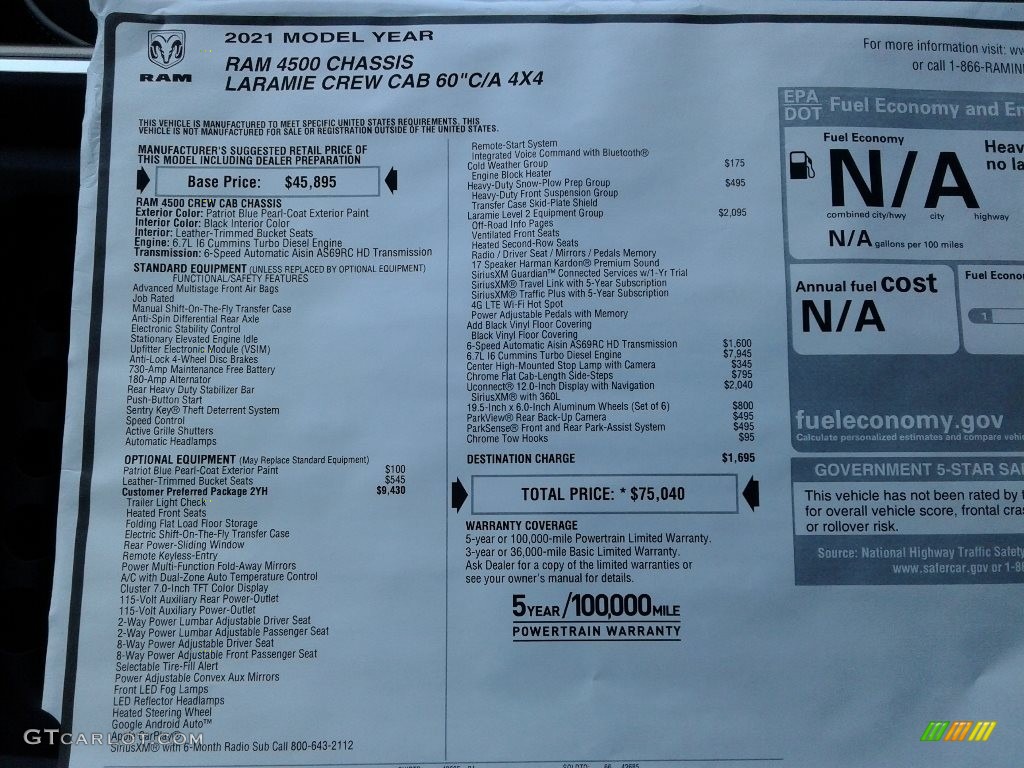 RAM
2021 MODEL YEAR
RAM 4500 CHASSIS
LARAMIE CREW CAB 60"C/A 4X4
For more information visit:
or call 1-866-RAMIN
THIS VEHICLE IS MANUFACTURED TO MEET SPECIFIC UNITED STATES REQUIREMENTS. THIS
VEHICLE IS NOT MANUFACTURED FOR SALE OR REGISTRATION OUTSIDE OF THE UNITED STATES.
MANUFACTURER'S SUGGESTED RETAIL PRICE OF
THIS MODEL INCLUDING DEALER PREPARATION
Base Price: $45,895
RAM 4500 CREW CAB CHASSIS
Exterior Color: Patriot Blue Pearl-Coat Exterior Paint
Interior Color: Black Interior Color
Interior: Leather-Trimmed Bucket Seats
Engine: 6.7L I6 Cummins Turbo Diesel Engine
Transmission: 6-Speed Automatic Aisin AS69RC HD Transmission
STANDARD EQUIPMENT (UNLESS REPLACED BY OPTIONAL EQUIPMENT)
FUNCTIONAL/SAFETY FEATURES
Advanced Multistage Front Air Bags
Job Rated
Manual Shift-On-The-Fly Transfer Case
Anti-Spin Differential Rear Axle
Electronic Stability Control
Stationary Elevated Engine Idle
Upfitter Electronic Module (VSIM)
Anti-Lock 4-Wheel Disc Brakes
730-Amp Maintenance Free Battery
180-Amp Alternator
Rear Heavy Duty Stabilizer Bar
Push-Button Start
Sentry Key® Theft Deterrent System
Speed Control
Active Grille Shutters
Automatic Headlamps
OPTIONAL EQUIPMENT (May Replace Standard Equipment)
Patriot Blue Pearl-Coat Exterior Paint $100
Leather-Trimmed Bucket Seats $545
Customer Preferred Package 2YH $9,430
Trailer Light Check
Heated Front Seats
Folding Flat Load Floor Storage
Electric Shift-On-The-Fly Transfer Case
Rear Power-Sliding Window
Remote Keyless-Entry
Power Multi-Function Fold-Away Mirrors
A/C with Dual-Zone Auto Temperature Control
Cluster 7.0-Inch TFT Color Display
115-Volt Auxiliary Rear Power-Outlet
115-Volt Auxiliary Power-Outlet
2-Way Power Lumbar Adjustable Driver Seat
2-Way Power Lumbar Adjustable Passenger Seat
8-Way Power Adjustable Driver Seat
8-Way Power Adjustable Front Passenger Seat
Selectable Tire-Fill Alert
Power Adjustable Convex Aux Mirrors
Front LED Fog Lamps
LED Reflector Headlamps
Heated Steering Wheel
Google Android Auto™
SiriusXM® with 6-Month Radio Sub Call 800-643-2112
Remote-Start System
Integrated Voice Command with Bluetooth®
Cold Weather Group $175
Engine Block Heater
Heavy-Duty Snow-Plow Prep Group $495
Heavy-Duty Front Suspension Group
Transfer Case Skid-Plate Shield
Laramie Level 2 Equipment Group $2,095
Off-Road Info Pages
Ventilated Front Seats
Heated Second-Row Seats
Radio / Driver Seat / Mirrors / Pedals Memory
17 Speaker Harman Kardon® Premium Sound
SiriusXM Guardian™ Connected Services w/1-Yr Trial
SiriusXM® Travel Link with 5-Year Subscription
SiriusXM® Traffic Plus with 5-Year Subscription
4G LTE Wi-Fi Hot Spot
Power Adjustable Pedals with Memory
Add Black Vinyl Floor Covering
Black Vinyl Floor Covering
6-Speed Automatic Aisin AS69RC HD Transmission $1,600
6.7L I6 Cummins Turbo Diesel Engine $7,945
Center High-Mounted Stop Lamp with Camera $345
Chrome Flat Cab-Length Side-Steps $795
Uconnect® 12.0-Inch Display with Navigation $2,040
SiriusXM® with 360L
19.5-Inch x 6.0-Inch Aluminum Wheels (Set of 6) $800
ParkView® Rear Back-Up Camera $495
ParkSense® Front and Rear Park-Assist System $495
Chrome Tow Hooks $95
DESTINATION CHARGE $1,695
TOTAL PRICE: * $75,040
WARRANTY COVERAGE
5-year or 100,000-mile Powertrain Limited Warranty.
3-year or 36,000-mile Basic Limited Warranty.
Ask Dealer for a copy of the limited warranties or
see your owner's manual for details.
5YEAR/100,000MILE
POWERTRAIN WARRANTY
EPA
DOT
Fuel Economy and En
Fuel Economy
N/A
combined city/hwy city highway
N/A gallons per 100 miles
Heav
no la
Annual fuel cost
N/A
Fuel Econo
1
fueleconomy.gov
Calculate personalized estimates and compare vehic
GOVERNMENT 5-STAR SA
This vehicle has not been rated by
for overall vehicle score, frontal cra
or rollover risk.
Source: National Highway Traffic Safety
www.safercar.gov or 1-8
GTcarlot.com